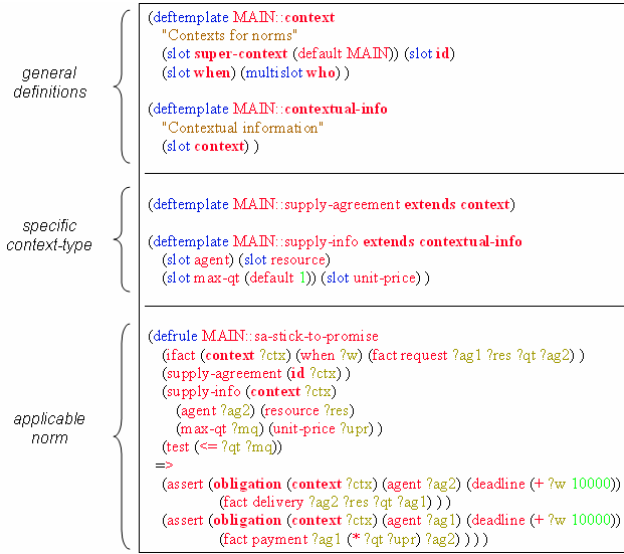 general
definitions
(deftemplate MAIN::context
"Contexts for norms"
(slot super-context (default MAIN)) (slot id)
(slot when) (multislot who) )
(deftemplate MAIN::contextual-info
"Contextual information"
(slot context) )
specific
context-type
(deftemplate MAIN::supply-agreement extends context)
(deftemplate MAIN::supply-info extends contextual-info
(slot agent) (slot resource)
(slot max-qt (default 1)) (slot unit-price) )
applicable
norm
(defrule MAIN::sa-stick-to-promise
(ifact (context ?ctx) (when ?w) (fact request ?ag1 ?res ?qt ?ag2) )
(supply-agreement (id ?ctx) )
(supply-info (context ?ctx)
(agent ?ag2) (resource ?res)
(max-qt ?mq) (unit-price ?upr) )
(test (<= ?qt ?mq))
=>
(assert (obligation (context ?ctx) (agent ?ag2) (deadline (+ ?w 10000))
(fact delivery ?ag2 ?res ?qt ?ag1) ) )
(assert (obligation (context ?ctx) (agent ?ag1) (deadline (+ ?w 10000))
(fact payment ?ag1 (* ?qt ?upr) ?ag2) ) ) )